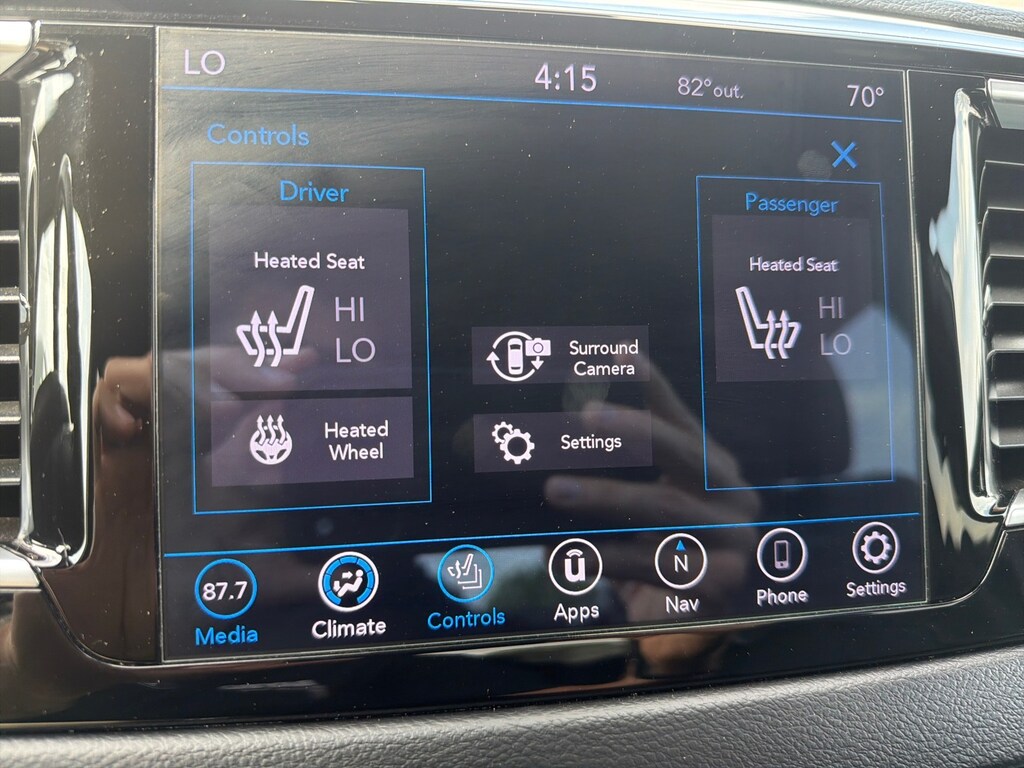 LO
4:15
82° out.
70°
Controls
X
Driver
Heated Seat
HI
LO
Heated
Wheel
Surround
Camera
Settings
Passenger
Heated Seat
HI
LO
87.7
Media
Climate
Controls
u
Apps
N
Nav
Phone
Settings